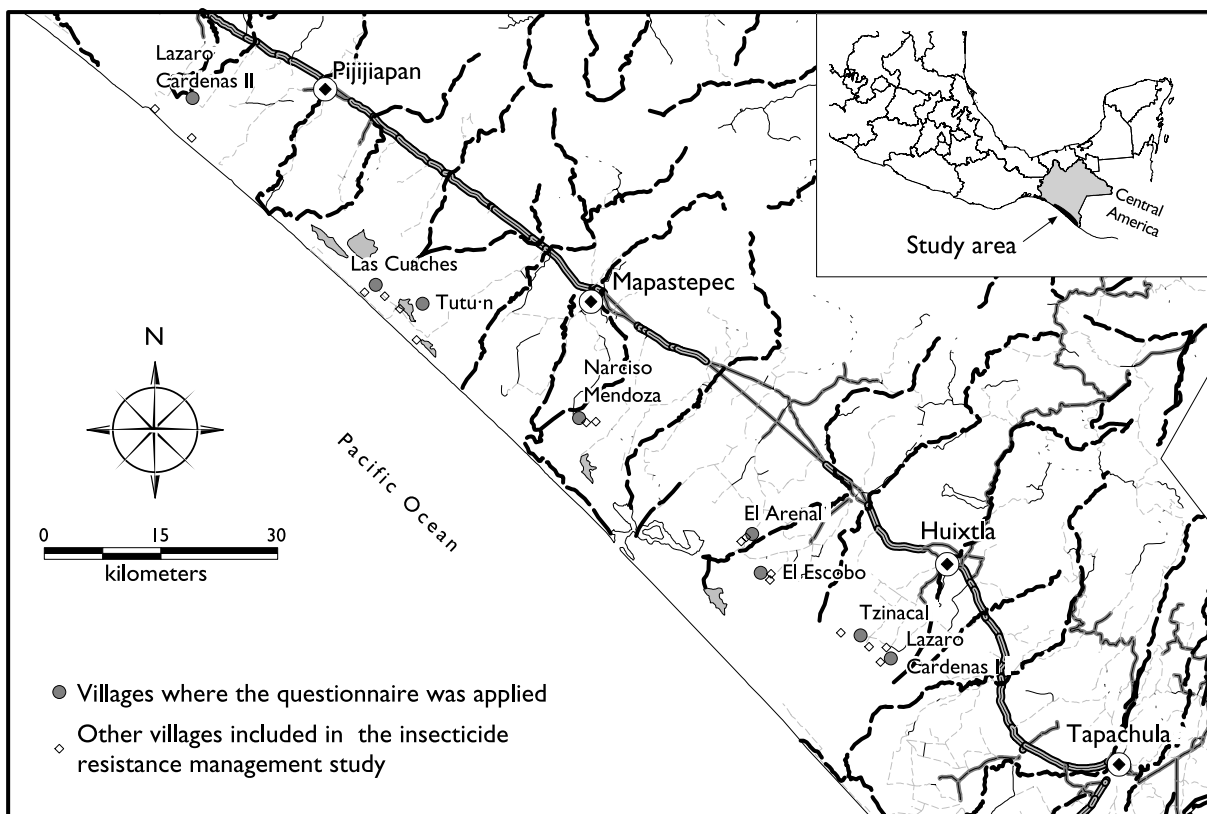 Lazaro
Cardenas II
Pijijiapan
Central
America
Study area
Las Cuaches
Tutu·n
Mapastepec
N
Narciso
Mendoza
Pacific Ocean
El Arenal
Huixtla
0 15 30
kilometers
El Escobo
Tzinacal
Lazaro
Cardenas I
Villages where the questionnaire was applied
Other villages included in the insecticide
resistance management study
Tapachula